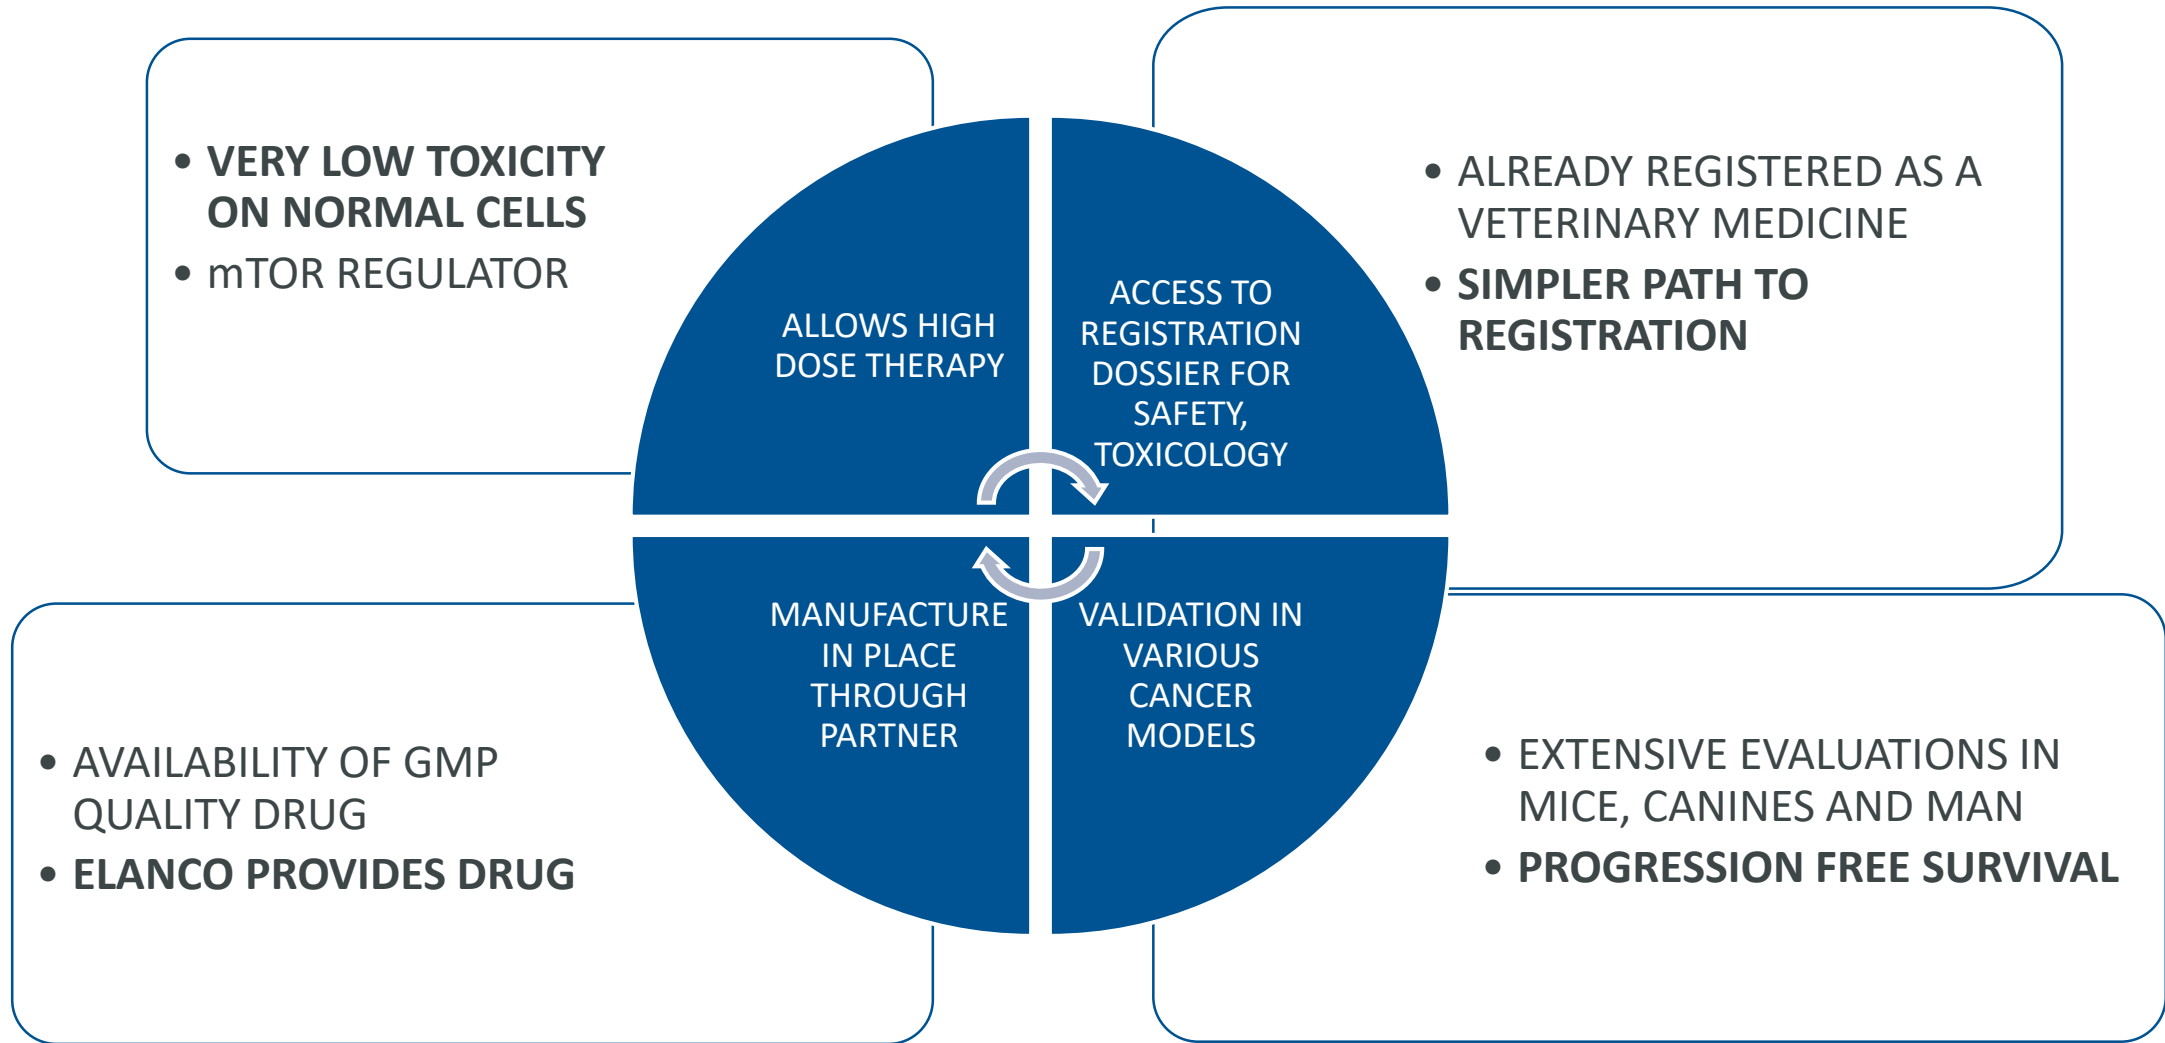 • VERY LOW TOXICITY
ON NORMAL CELLS
• mTOR REGULATOR
ALLOWS HIGH
DOSE THERAPY
ACCESS TO
REGISTRATION
DOSSIER FOR
SAFETY,
TOXICOLOGY
• ALREADY REGISTERED AS A
VETERINARY MEDICINE
• SIMPLER PATH TO
REGISTRATION
• AVAILABILITY OF GMP
QUALITY DRUG
• ELANCO PROVIDES DRUG
MANUFACTURE
IN PLACE
THROUGH
PARTNER
VALIDATION IN
VARIOUS
CANCER
MODELS
• EXTENSIVE EVALUATIONS IN
MICE, CANINES AND MAN
• PROGRESSION FREE SURVIVAL